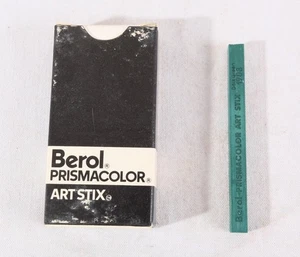 Berol®
PRISMACOLOR®
ART STIX
Berol PRISMACOLOR ART STIX